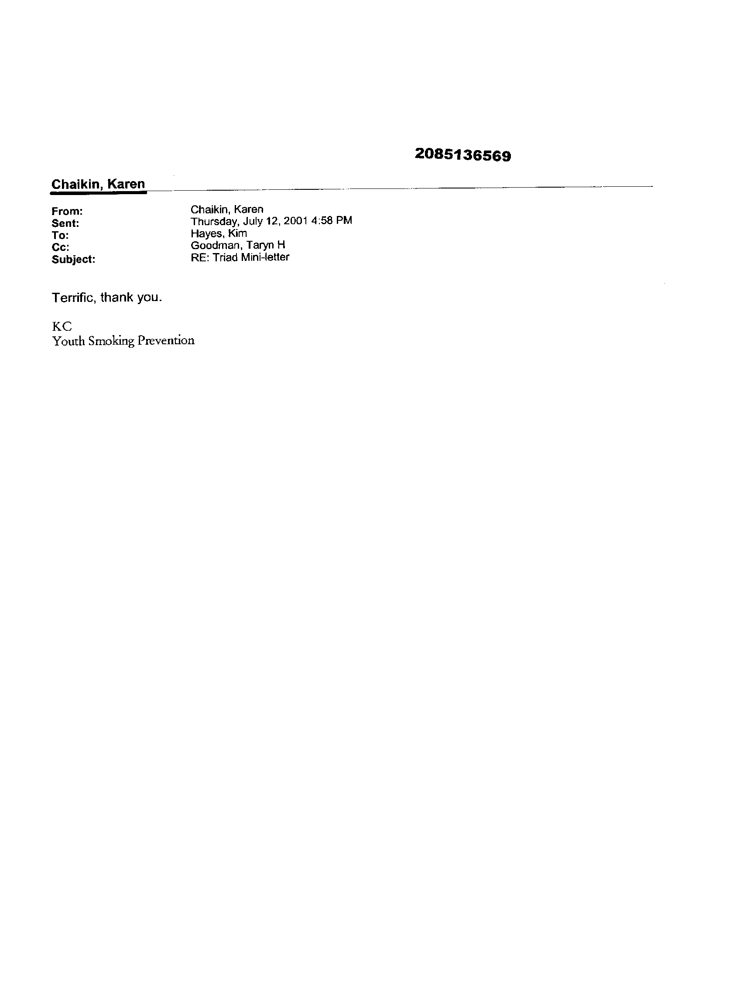 2085136569
Chaikin, Karen
From: Chaikin, Karen
Sent: Thursday, July 12, 2001 4:58 PM
To: Hayes, Kim
Cc: Goodman, Taryn H
Subject: RE: Triad Mini-letter
Terrific, thank you.
KC
Youth Smoking Prevention